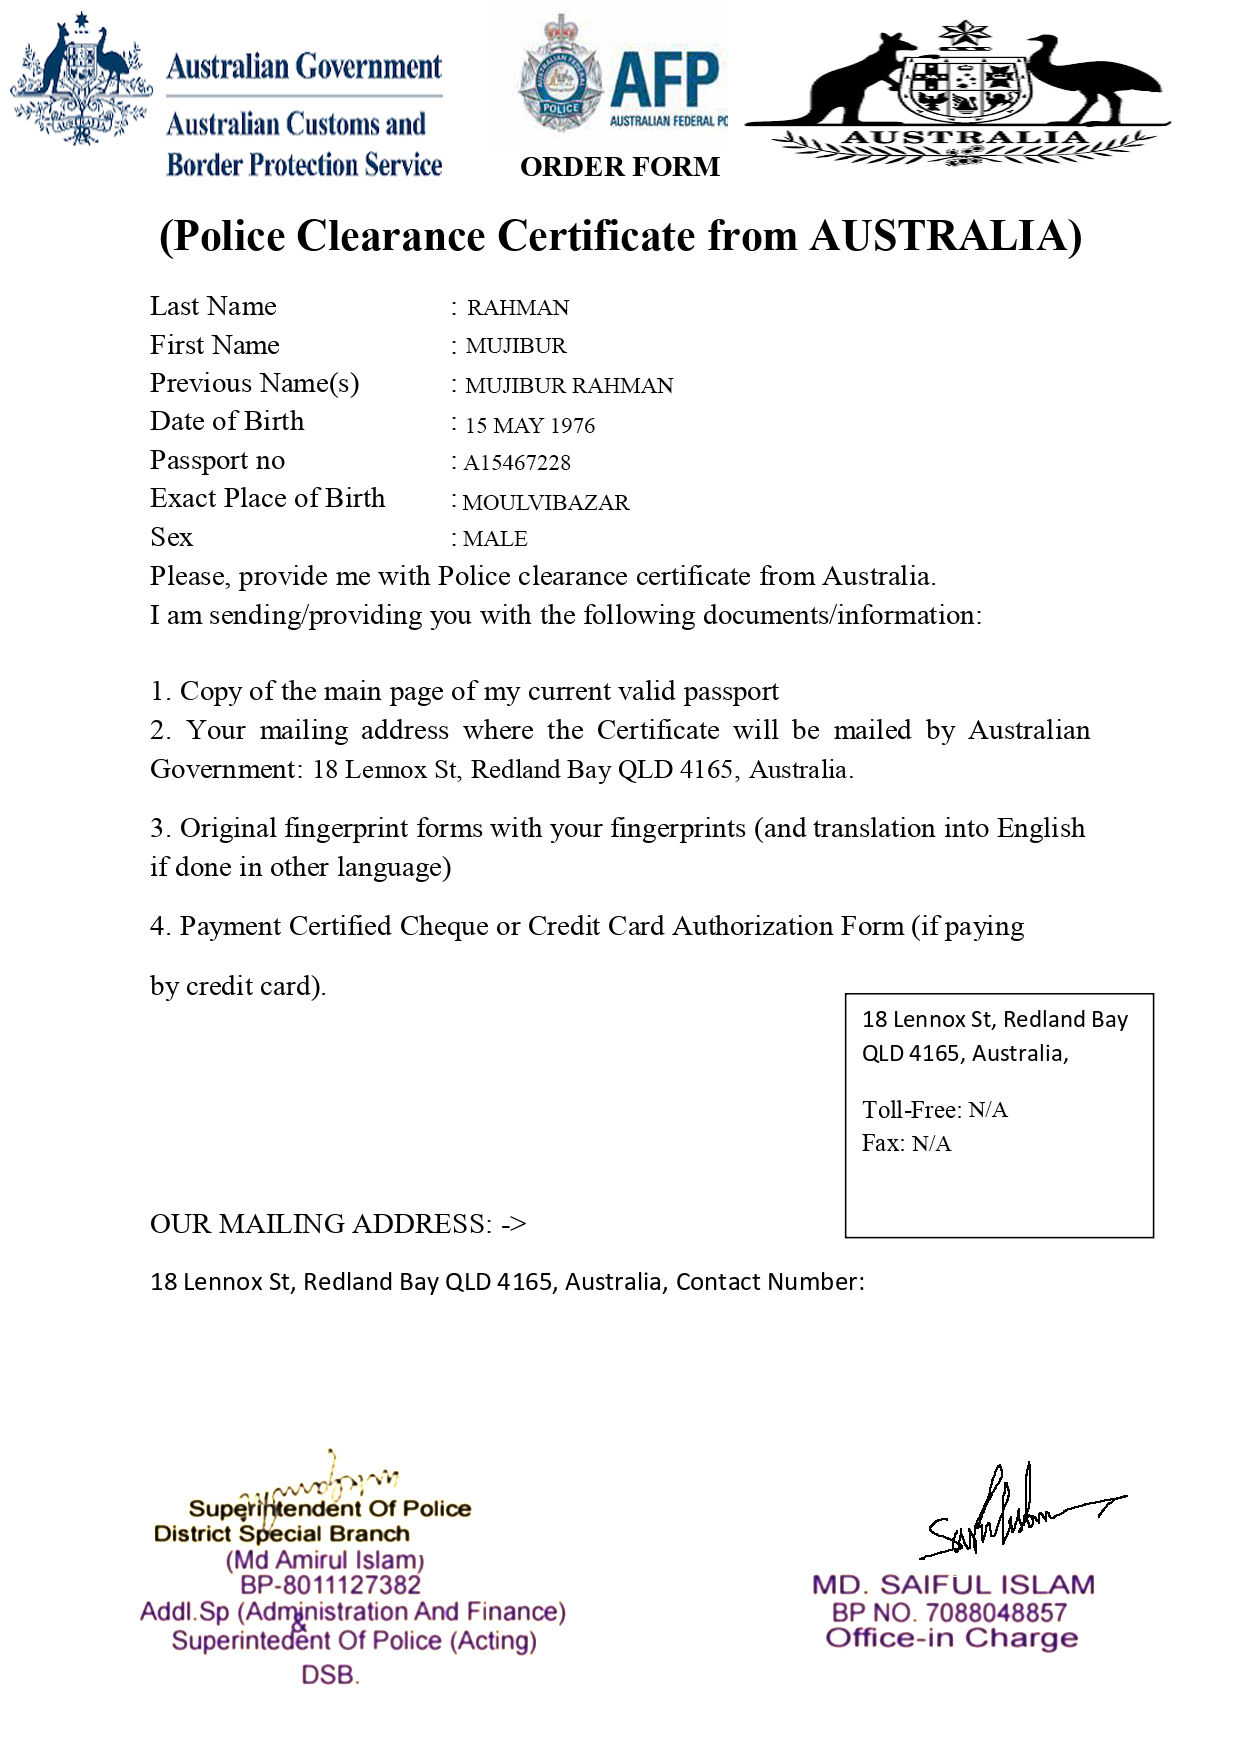 Australian Government
Australian Customs and
Border Protection Service
POLICE
AFP
AUSTRALIAN FEDERAL PO
AUSTRALIA
ORDER FORM
(Police Clearance Certificate from AUSTRALIA)
Last Name : RAHMAN
First Name : MUJIBUR
Previous Name(s) : MUJIBUR RAHMAN
Date of Birth : 15 MAY 1976
Passport no : A15467228
Exact Place of Birth : MOULVIBAZAR
Sex : MALE
Please, provide me with Police clearance certificate from Australia.
I am sending/providing you with the following documents/information:
1. Copy of the main page of my current valid passport
2. Your mailing address where the Certificate will be mailed by Australian
Government: 18 Lennox St, Redland Bay QLD 4165, Australia.
3. Original fingerprint forms with your fingerprints (and translation into English
if done in other language)
4. Payment Certified Cheque or Credit Card Authorization Form (if paying
by credit card).
18 Lennox St, Redland Bay
QLD 4165, Australia,
Toll-Free: N/A
Fax: N/A
OUR MAILING ADDRESS: ->
18 Lennox St, Redland Bay QLD 4165, Australia, Contact Number:
Superintendent Of Police
District Special Branch
(Md Amirul Islam)
BP-8011127382
Addl.Sp (Administration And Finance)
&
Superintedent Of Police (Acting)
DSB.
MD. SAIFUL ISLAM
BP NO. 7088048857
Office-in Charge